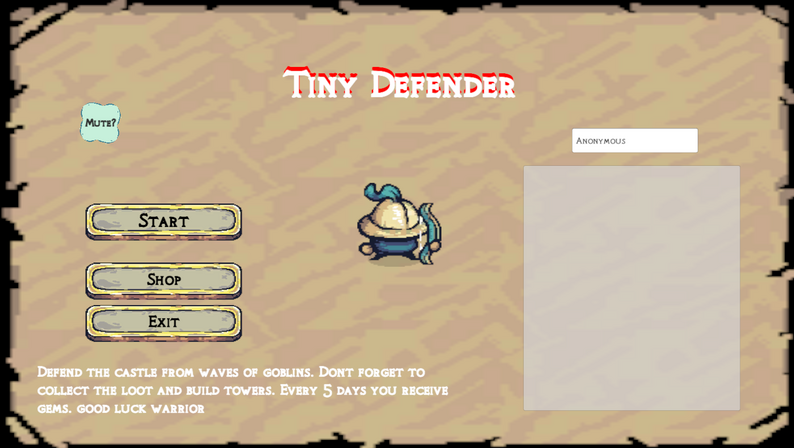 Tiny Defender
Mute?
Anonymous
Start
Shop
Exit
Defend the castle from waves of goblins. Dont forget to
collect the loot and build towers. Every 5 days you receive
gems. good luck warrior